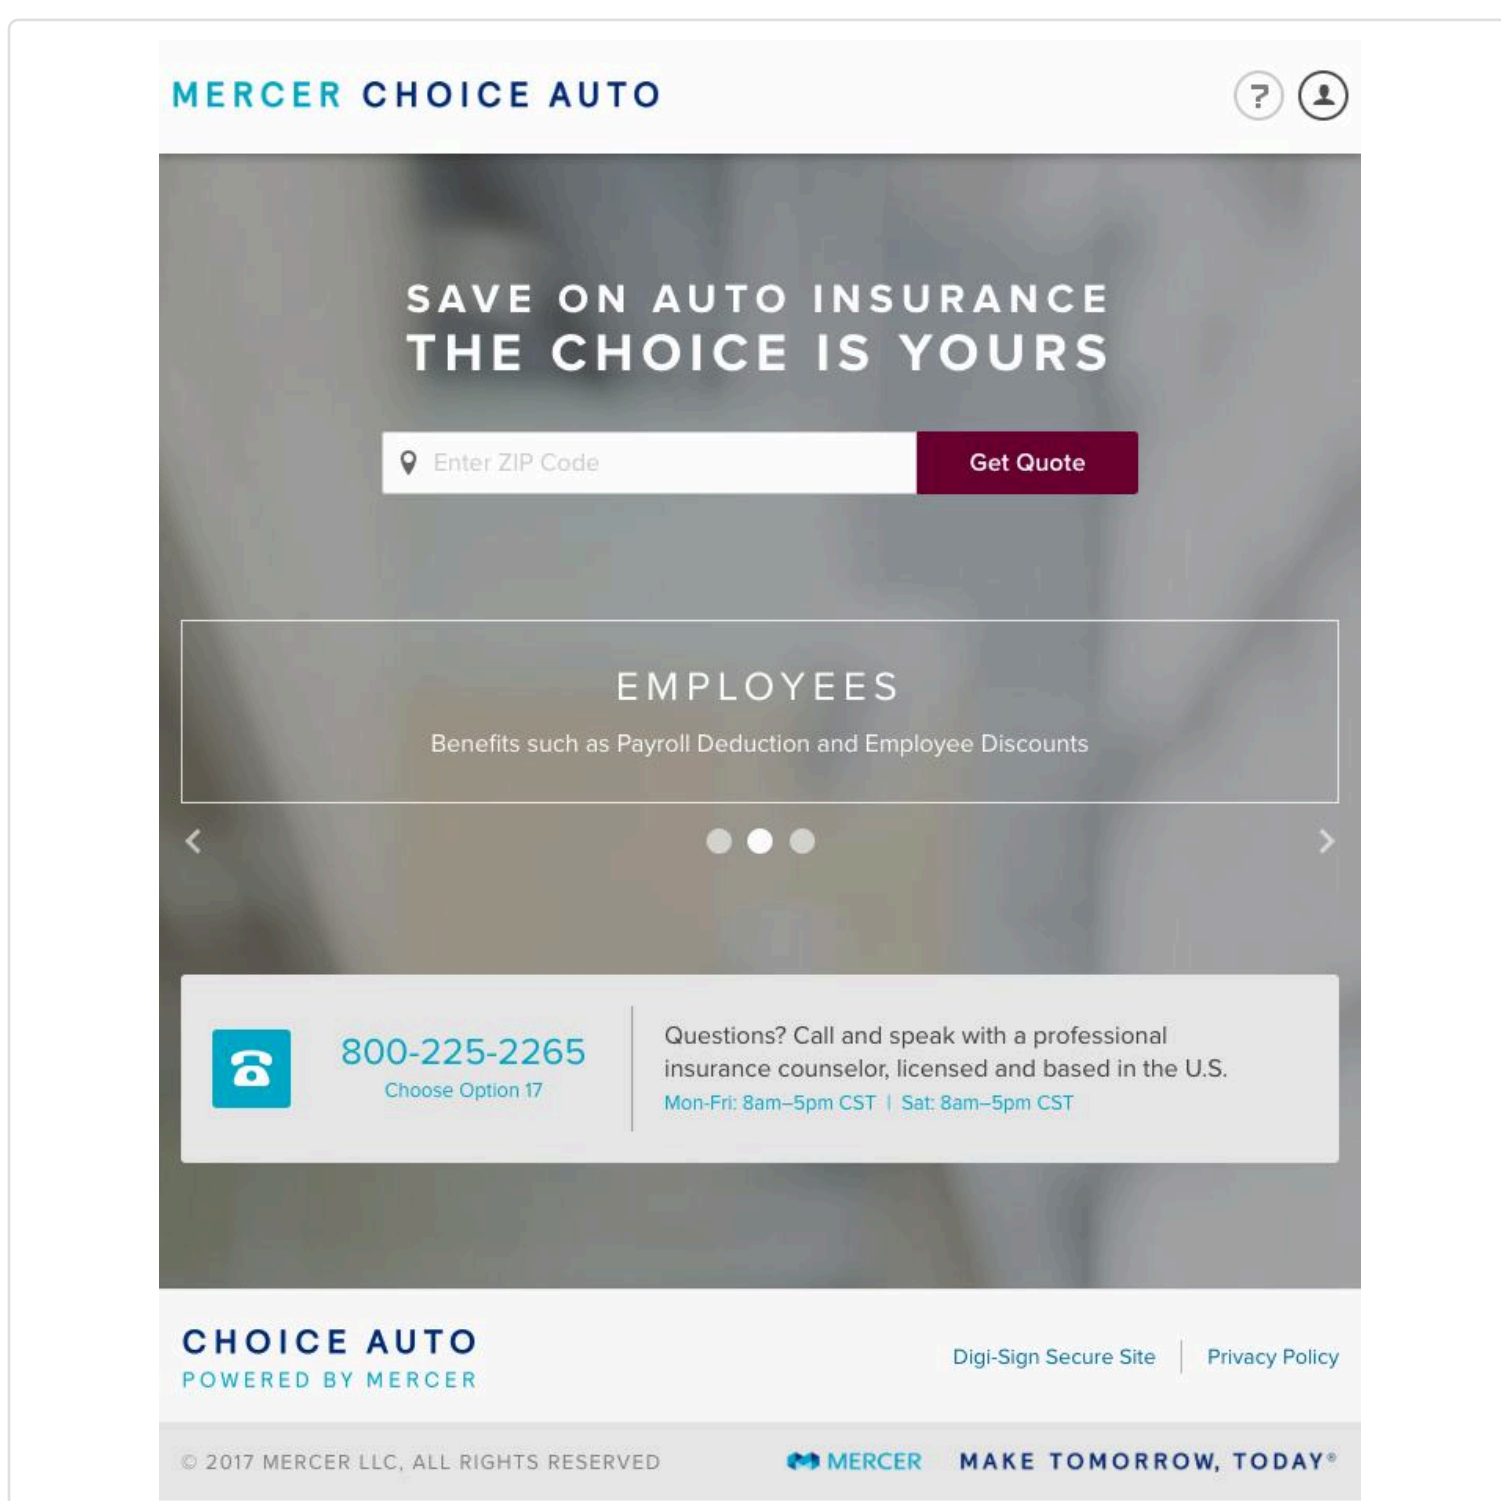 MERCER CHOICE AUTO
?
SAVE ON AUTO INSURANCE
THE CHOICE IS YOURS
Enter ZIP Code
Get Quote
EMPLOYEES
Benefits such as Payroll Deduction and Employee Discounts
800-225-2265
Choose Option 17
Questions? Call and speak with a professional
insurance counselor, licensed and based in the U.S.
Mon-Fri: 8am–5pm CST | Sat: 8am–5pm CST
CHOICE AUTO
POWERED BY MERCER
Digi-Sign Secure Site | Privacy Policy
© 2017 MERCER LLC, ALL RIGHTS RESERVED
MERCER MAKE TOMORROW, TODAY®